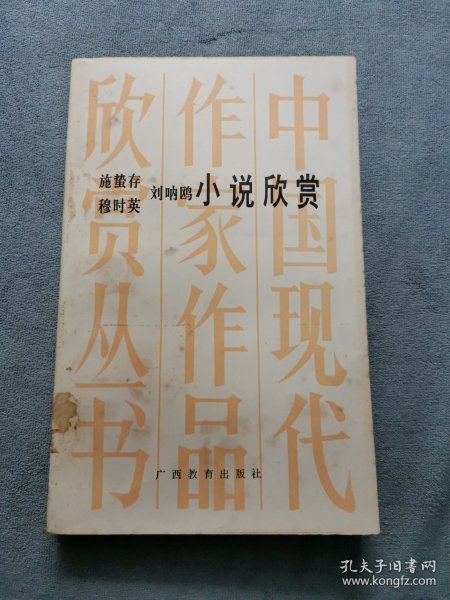 中国现代
作家作品
欣赏丛书
施蛰存
穆时英
刘呐鸥
小说欣赏
广西教育出版社
孔夫子旧书网
www.kongfz.com